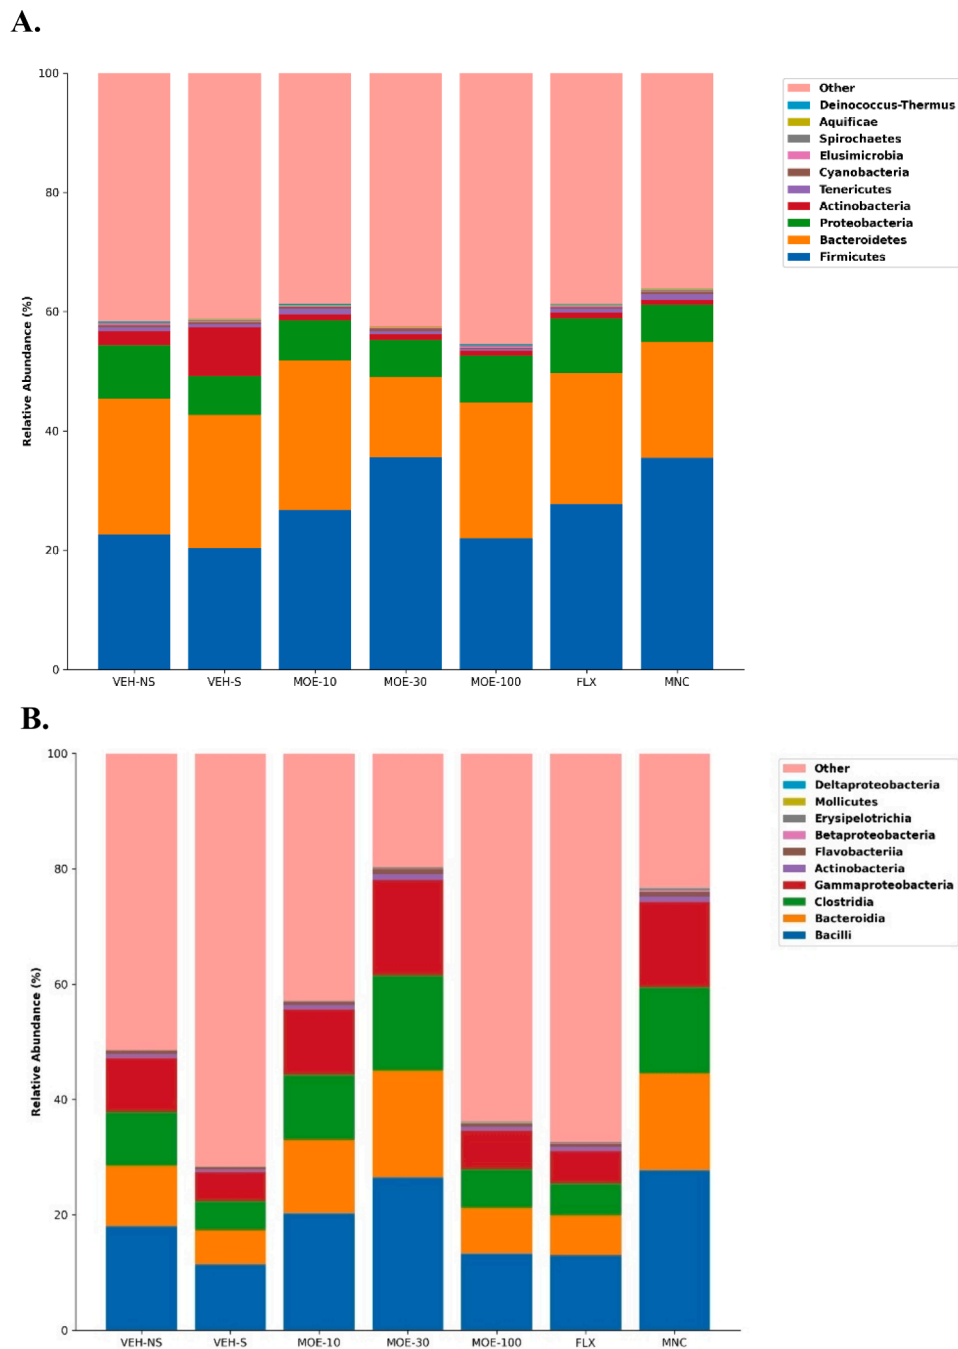 A.
100
80
60
40
20
0
Relative Abundance (%)
VEH-NS VEH-S MOE-10 MOE-30 MOE-100 FLX MNC
Other
Deinococcus-Thermus
Aquificae
Spirochaetes
Elusimicrobia
Cyanobacteria
Tenericutes
Actinobacteria
Proteobacteria
Bacteroidetes
Firmicutes
B.
100
80
60
40
20
0
Relative Abundance (%)
VEH-NS VEH-S MOE-10 MOE-30 MOE-100 FLX MNC
Other
Deltaproteobacteria
Mollicutes
Erysipelotrichia
Betaproteobacteria
Flavobacteriia
Actinobacteria
Gammaproteobacteria
Clostridia
Bacteroidia
Bacilli